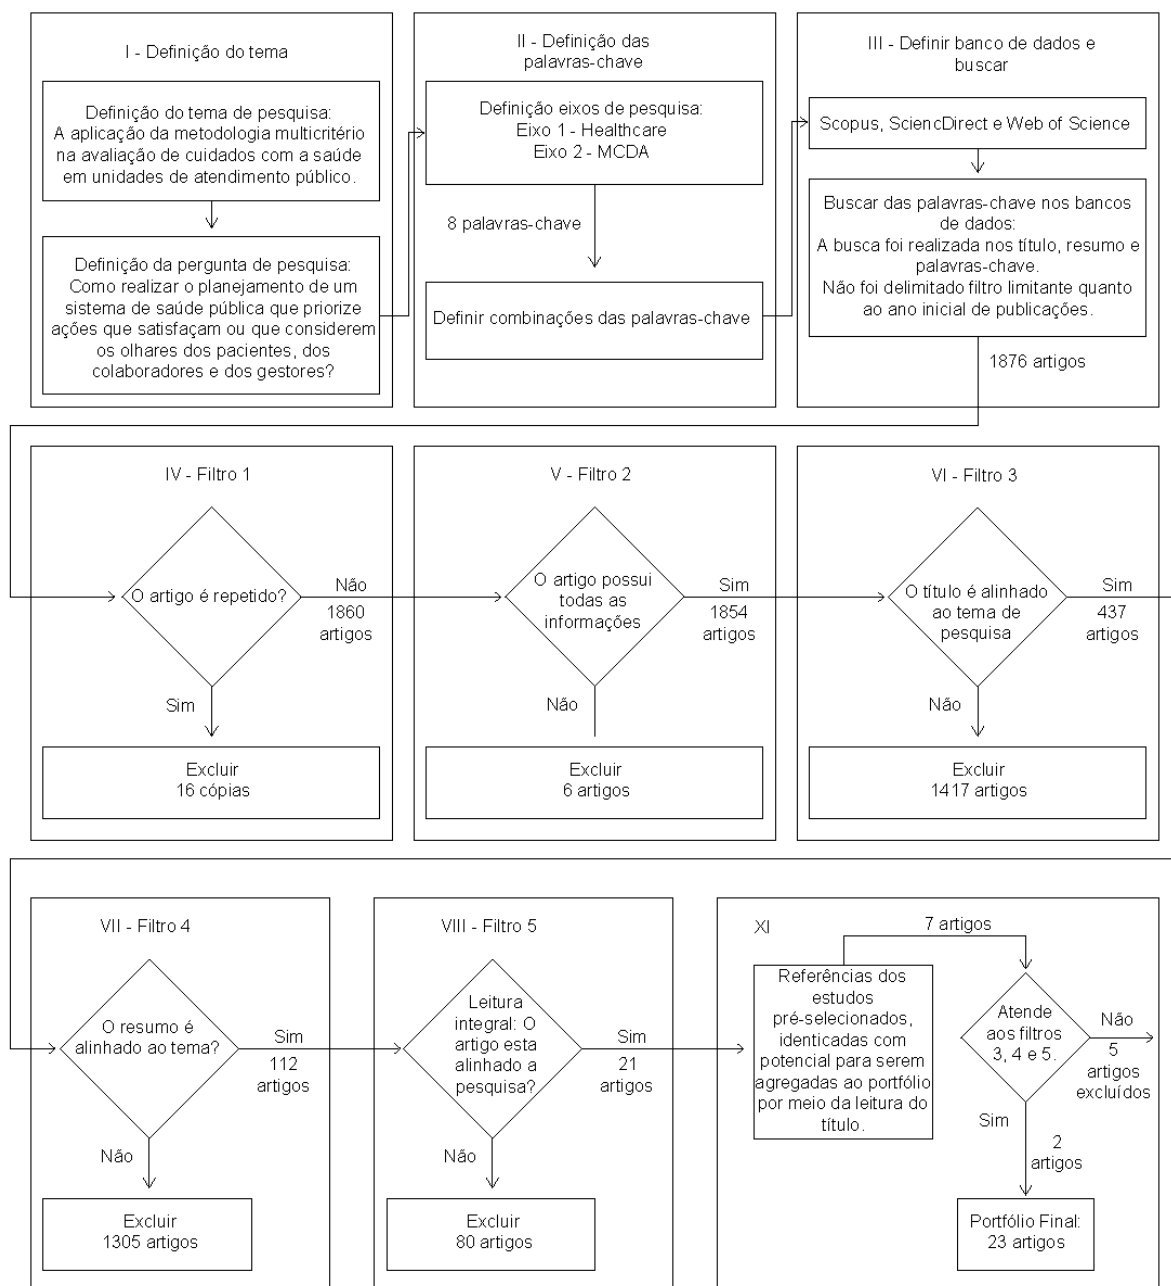 I - Definição do tema
Definição do tema de pesquisa:
A aplicação da metodologia multicritério
na avaliação de cuidados com a saúde
em unidades de atendimento público.
Definição da pergunta de pesquisa:
Como realizar o planejamento de um
sistema de saúde pública que priorize
ações que satisfaçam ou que considerem
os olhares dos pacientes, dos
colaboradores e dos gestores?
II - Definição das
palavras-chave
Definição eixos de pesquisa:
Eixo 1 - Healthcare
Eixo 2 - MCDA
8 palavras-chave
Definir combinações das palavras-chave
III - Definir banco de dados e
buscar
Scopus, SciencDirect e Web of Science
Buscar das palavras-chave nos bancos
de dados:
A busca foi realizada nos título, resumo e
palavras-chave.
Não foi delimitado filtro limitante quanto
ao ano inicial de publicações.
1876 artigos
IV - Filtro 1
O artigo é repetido?
Não
1860
artigos
Sim
Excluir
16 cópias
V - Filtro 2
O artigo possui
todas as
informações
Sim
1854
artigos
Não
Excluir
6 artigos
VI - Filtro 3
O título é alinhado
ao tema de
pesquisa
Sim
437
artigos
Não
Excluir
1417 artigos
VII - Filtro 4
O resumo é
alinhado ao tema?
Sim
112
artigos
Não
Excluir
1305 artigos
VIII - Filtro 5
Leitura
integral: O
artigo esta
alinhado a
pesquisa?
Sim
21
artigos
Não
Excluir
80 artigos
XI
7 artigos
Referências dos
estudos
pré-selecionados,
identicadas com
potencial para serem
agregadas ao portfólio
por meio da leitura do
título.
Atende
aos filtros
3, 4 e 5.
Não
5
artigos
excluídos
Sim
2
artigos
Portfólio Final:
23 artigos